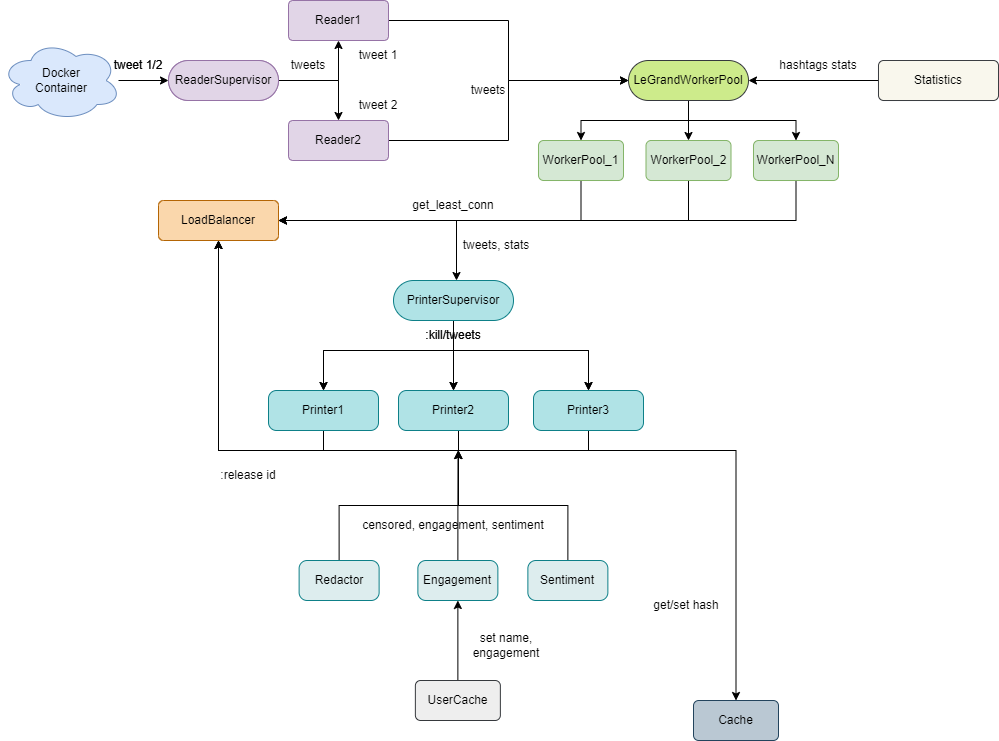 Reader1
tweet 1/2
tweets
tweet 1
Docker
Container
ReaderSupervisor
tweet 2
Reader2
tweets
LeGrandWorkerPool
hashtags stats
Statistics
WorkerPool_1
WorkerPool_2
WorkerPool_N
get_least_conn
LoadBalancer
tweets, stats
PrinterSupervisor
:kill/tweets
Printer1
Printer2
Printer3
:release id
censored, engagement, sentiment
Redactor
Engagement
Sentiment
get/set hash
set name,
engagement
UserCache
Cache